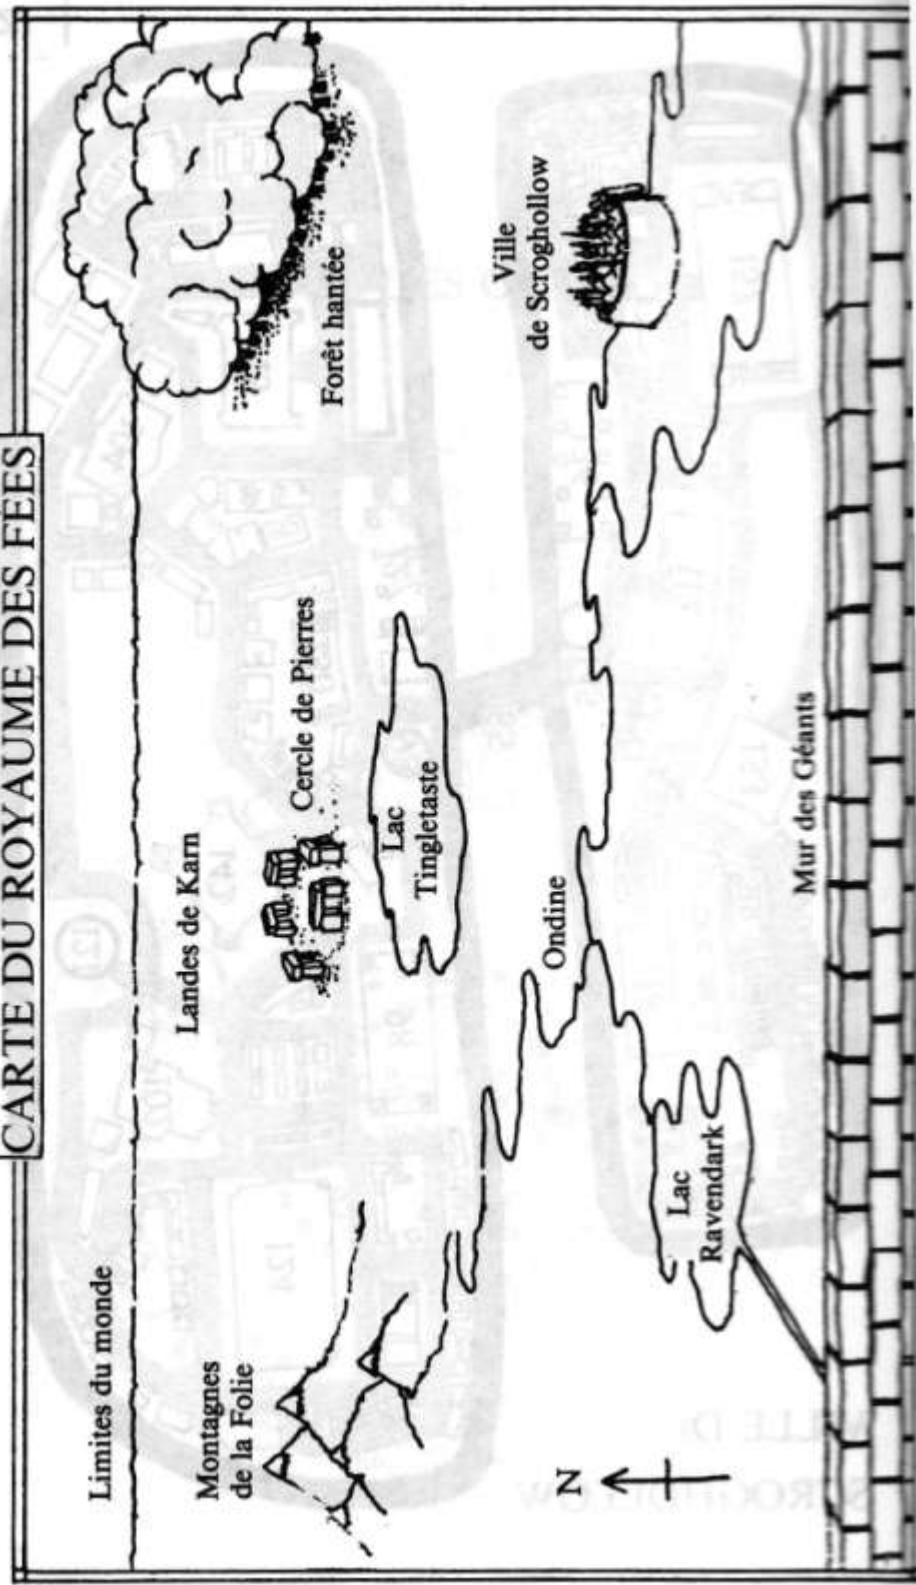 CARTE DU ROYAUME DES FÉES
Limites du monde
Landes de Karn
Montagnes
de la Folie
Cercle de Pierres
Forêt hantée
Lac
Tingletaste
Ville
de Scroghollow
Ondine
Lac
Ravendark
N
Mur des Géants